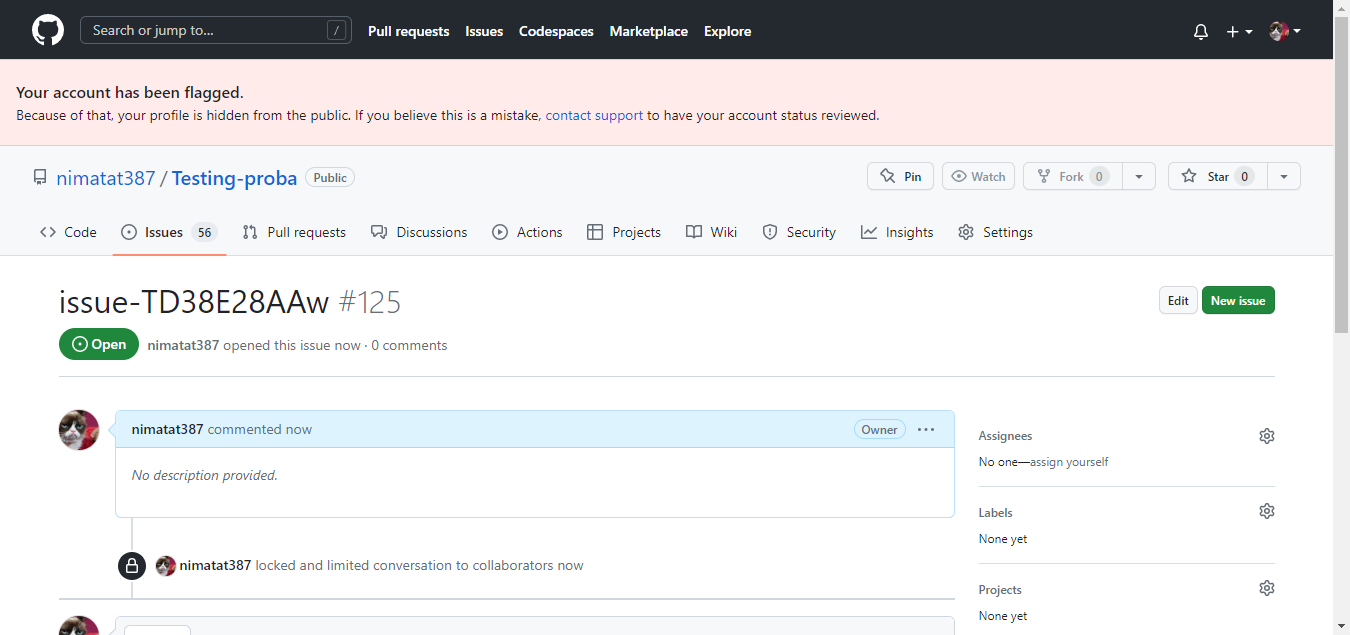 Search or jump to... / Pull requests Issues Codespaces Marketplace Explore
Your account has been flagged.
Because of that, your profile is hidden from the public. If you believe this is a mistake, contact support to have your account status reviewed.
nimatat387 / Testing-proba Public Pin Watch Fork 0 Star 0
Code Issues 56 Pull requests Discussions Actions Projects Wiki Security Insights Settings
issue-TD38E28AAw #125 Edit New issue
Open nimatat387 opened this issue now · 0 comments
nimatat387 commented now Owner ...
No description provided.
nimatat387 locked and limited conversation to collaborators now
Assignees
No one—assign yourself
Labels
None yet
Projects
None yet